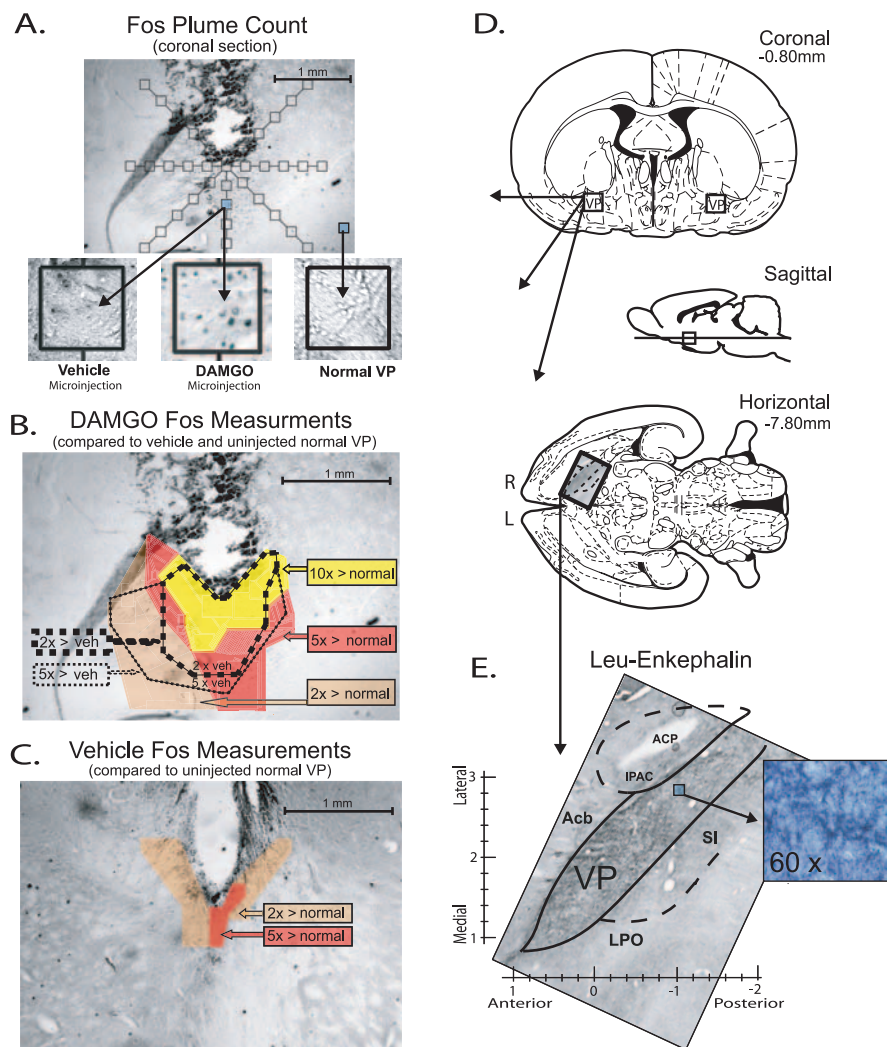 A.
Fos Plume Count
(coronal section)
1 mm
Vehicle
Microinjection
DAMGO
Microinjection
Normal VP
B.
DAMGO Fos Measurments
(compared to vehicle and uninjected normal VP)
1 mm
10x > normal
5x > normal
2x > veh
5x > veh
2 x veh
5 x veh
2x > normal
C.
Vehicle Fos Measurements
(compared to uninjected normal VP)
1 mm
2x > normal
5x > normal
D.
Coronal
-0.80mm
VP
VP
Sagittal
Horizontal
-7.80mm
R
L
E.
Leu-Enkephalin
ACP
IPAC
Acb
SI
VP
LPO
60 x
Lateral
Medial
3
2
1
1
0
-1
-2
Anterior
Posterior